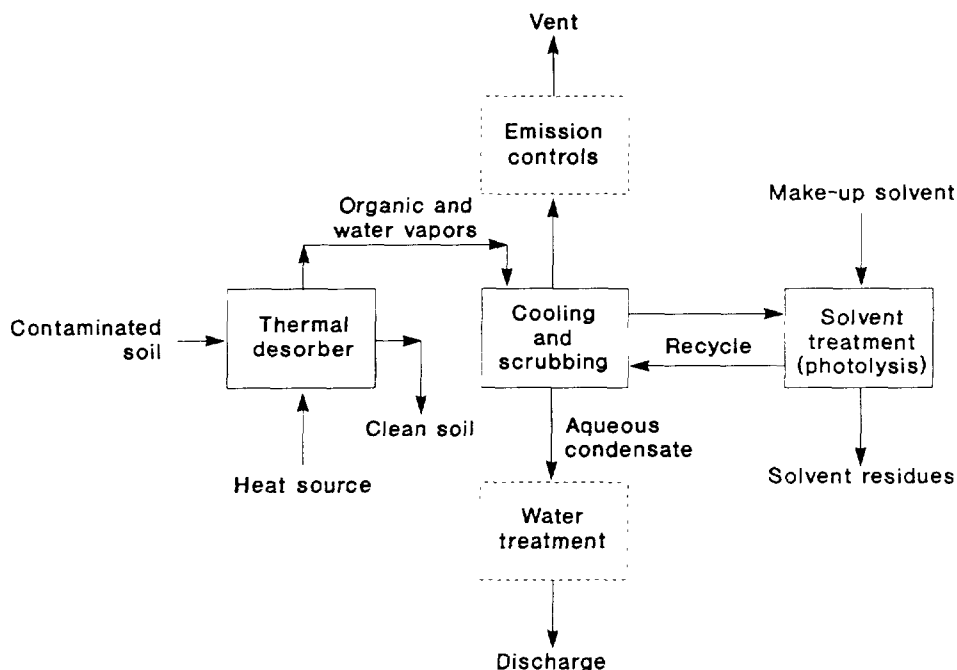 Vent
Emission
controls
Make-up solvent
Organic and
water vapors
Contaminated
soil
Thermal
desorber
Cooling
and
scrubbing
Recycle
Solvent
treatment
(photolysis)
Clean soil
Aqueous
condensate
Heat source
Solvent residues
Water
treatment
Discharge